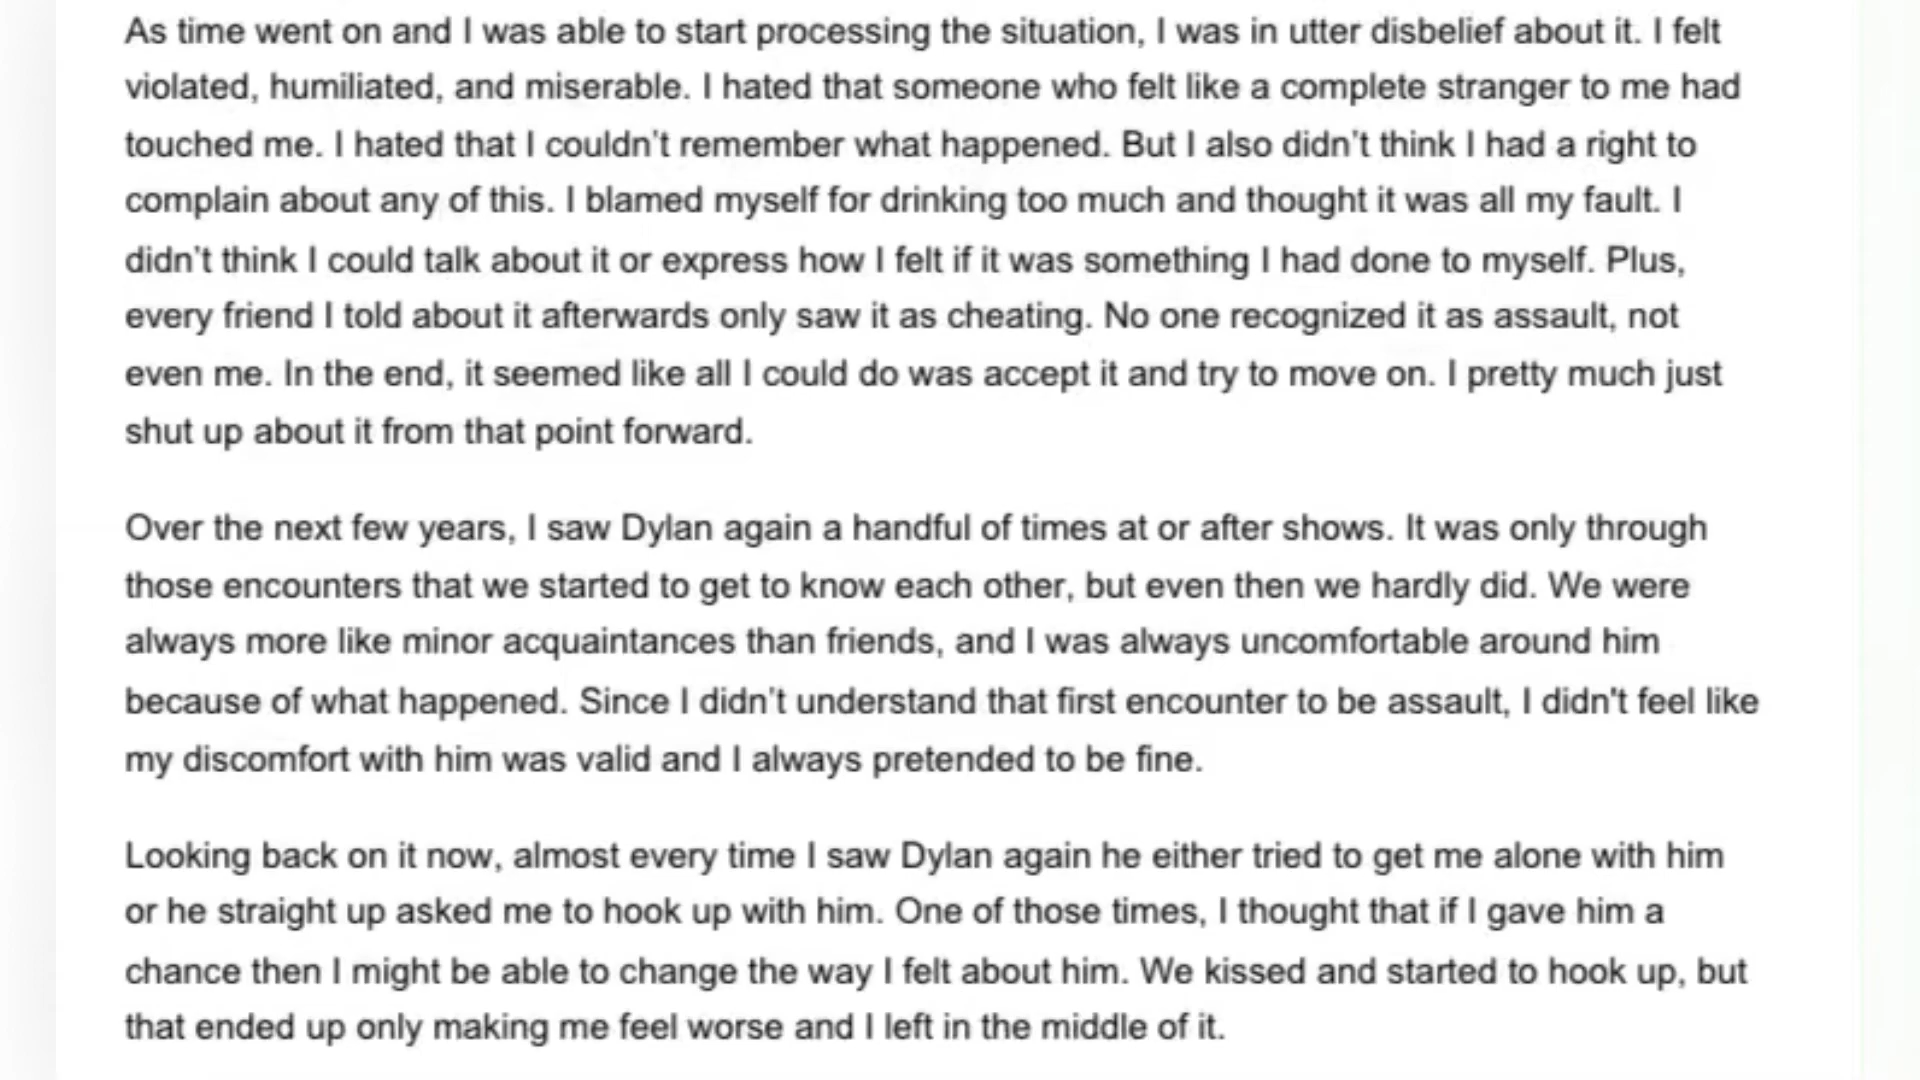 As time went on and I was able to start processing the situation, I was in utter disbelief about it. I felt
violated, humiliated, and miserable. I hated that someone who felt like a complete stranger to me had
touched me. I hated that I couldn't remember what happened. But I also didn't think I had a right to
complain about any of this. I blamed myself for drinking too much and thought it was all my fault. I
didn't think I could talk about it or express how I felt if it was something I had done to myself. Plus,
every friend I told about it afterwards only saw it as cheating. No one recognized it as assault, not
even me. In the end, it seemed like all I could do was accept it and try to move on. I pretty much just
shut up about it from that point forward.
Over the next few years, I saw Dylan again a handful of times at or after shows. It was only through
those encounters that we started to get to know each other, but even then we hardly did. We were
always more like minor acquaintances than friends, and I was always uncomfortable around him
because of what happened. Since I didn't understand that first encounter to be assault, I didn't feel like
my discomfort with him was valid and I always pretended to be fine.
Looking back on it now, almost every time I saw Dylan again he either tried to get me alone with him
or he straight up asked me to hook up with him. One of those times, I thought that if I gave him a
chance then I might be able to change the way I felt about him. We kissed and started to hook up, but
that ended up only making me feel worse and I left in the middle of it.